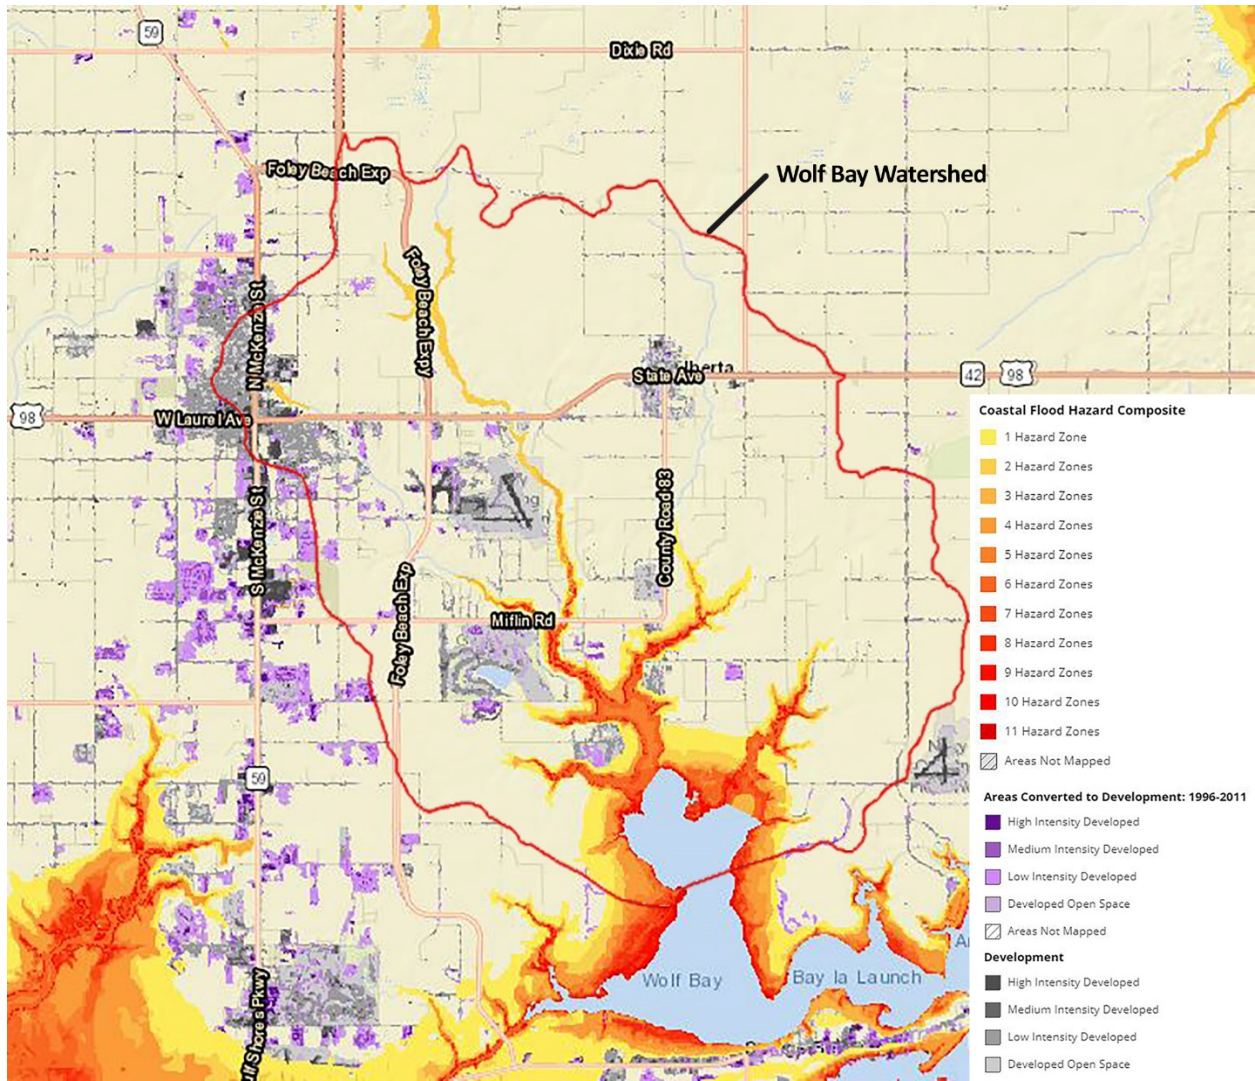 59
Dixie Rd
Foley Beach Exp
Wolf Bay Watershed
Rd
N McKenzie St
Foley Beach Expy
State Ave
42
98
98
W Laurel Ave
S McKenzie St
County Road 83
Foley Beach Exp
Miflin Rd
59
Wolf Bay
Bay la Launch
Coastal Flood Hazard Composite
1 Hazard Zone
2 Hazard Zones
3 Hazard Zones
4 Hazard Zones
5 Hazard Zones
6 Hazard Zones
7 Hazard Zones
8 Hazard Zones
9 Hazard Zones
10 Hazard Zones
11 Hazard Zones
Areas Not Mapped
Areas Converted to Development: 1996-2011
High Intensity Developed
Medium Intensity Developed
Low Intensity Developed
Developed Open Space
Areas Not Mapped
Development
High Intensity Developed
Medium Intensity Developed
Low Intensity Developed
Developed Open Space